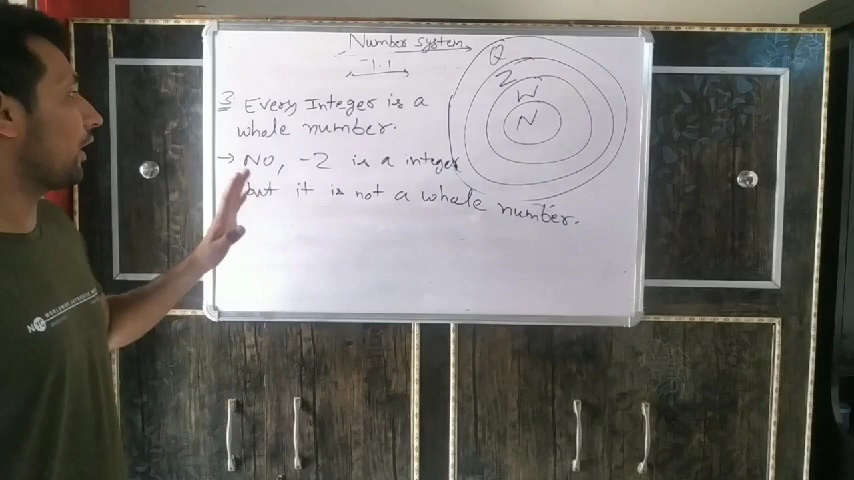 Number system
-1.1
3 Every Integer is a
whole number.
→ NO, -2 is a integer
but it is not a whole number.
Q
Z
W
N